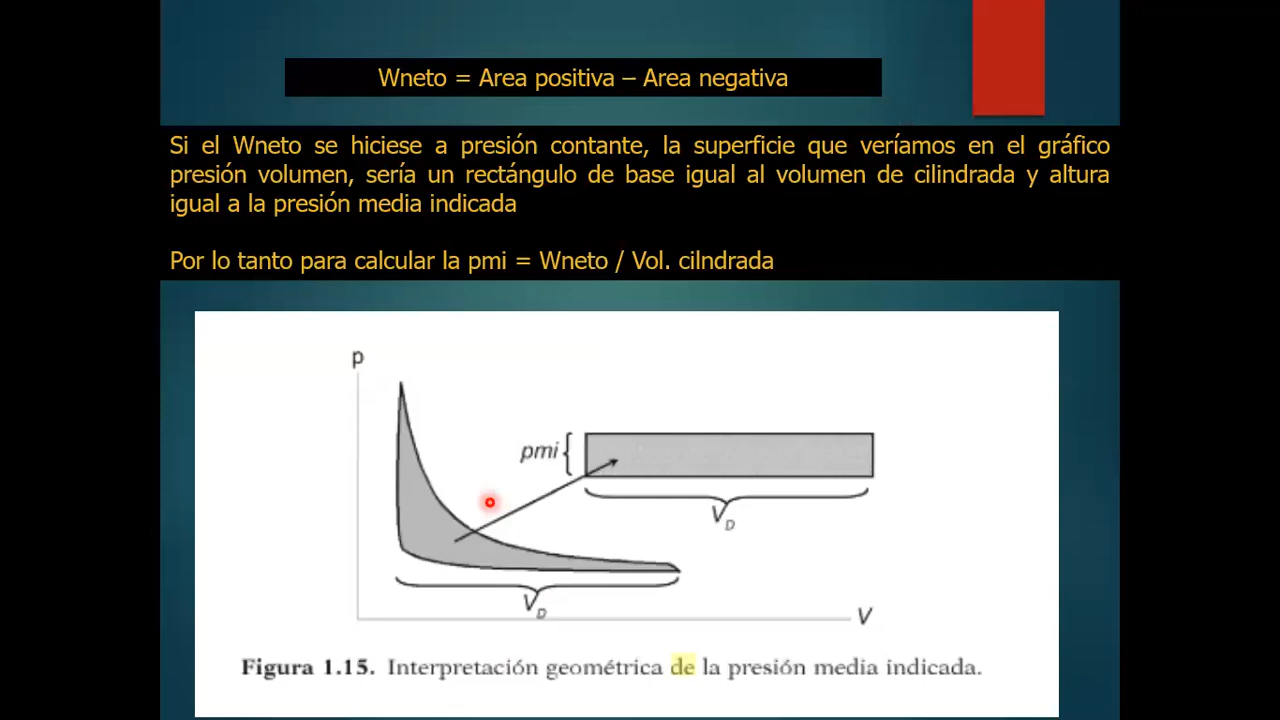 Wneto = Area positiva – Area negativa
Si el Wneto se hiciese a presión contante, la superficie que veríamos en el gráfico
presión volumen, sería un rectángulo de base igual al volumen de cilindrada y altura
igual a la presión media indicada
Por lo tanto para calcular la pmi = Wneto / Vol. cilndrada
p
pmi
V_D
V_D
V
Figura 1.15. Interpretación geométrica de la presión media indicada.